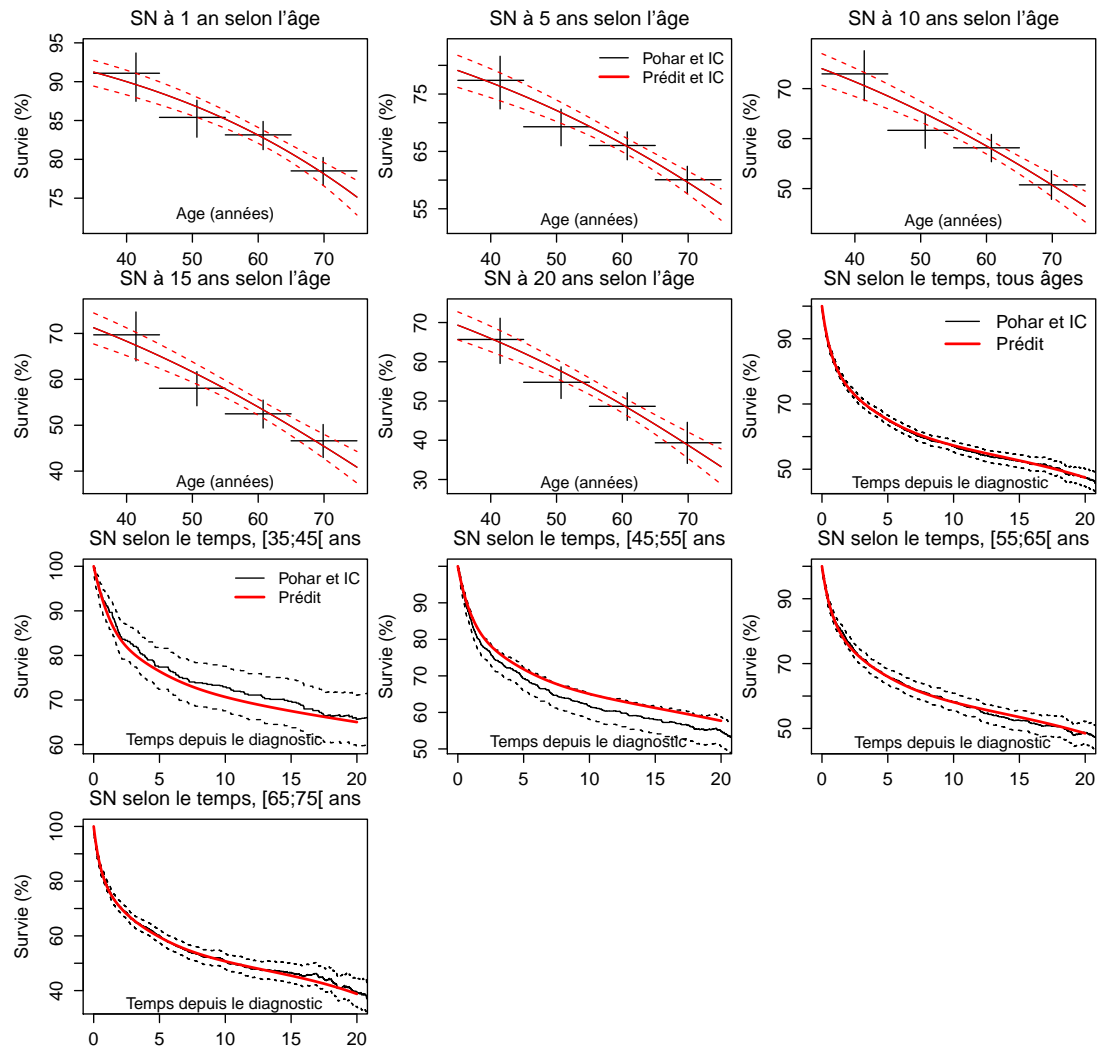 SN à 1 an selon l'âge
Survie (%)
95
90
85
80
75
Age (années)
40 50 60 70
SN à 5 ans selon l'âge
Survie (%)
75
65
55
Pohar et IC
Prédit et IC
Age (années)
40 50 60 70
SN à 10 ans selon l'âge
Survie (%)
70
60
50
Age (années)
40 50 60 70
SN à 15 ans selon l'âge
Survie (%)
70
60
50
40
Age (années)
40 50 60 70
SN à 20 ans selon l'âge
Survie (%)
70
60
50
40
30
Age (années)
40 50 60 70
SN selon le temps, tous âges
Survie (%)
90
70
50
Pohar et IC
Prédit
Temps depuis le diagnostic
0 5 10 15 20
SN selon le temps, [35;45[ ans
Survie (%)
100
90
80
70
60
Pohar et IC
Prédit
Temps depuis le diagnostic
0 5 10 15 20
SN selon le temps, [45;55[ ans
Survie (%)
100
90
80
70
60
50
Temps depuis le diagnostic
0 5 10 15 20
SN selon le temps, [55;65[ ans
Survie (%)
90
70
50
Temps depuis le diagnostic
0 5 10 15 20
SN selon le temps, [65;75[ ans
Survie (%)
100
80
60
40
Temps depuis le diagnostic
0 5 10 15 20